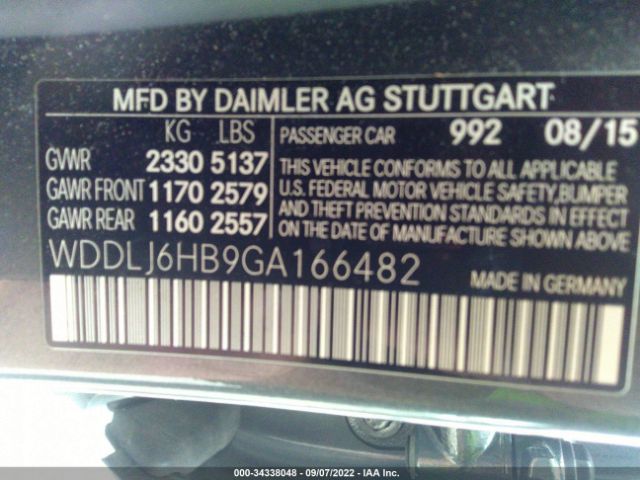 MFD BY DAIMLER AG STUTTGART
KG LBS
GVWR 2330 5137
GAWR FRONT 1170 2579
GAWR REAR 1160 2557
PASSENGER CAR 992 08/15
THIS VEHICLE CONFORMS TO ALL APPLICABLE
U.S. FEDERAL MOTOR VEHICLE SAFETY,BUMPER
AND THEFT PREVENTION STANDARDS IN EFFECT
ON THE DATE OF MANUFACTURE SHOWN ABOVE
WDDLJ6HB9GA166482
MADE IN GERMANY
000-34338048 - 09/07/2022 - IAA Inc.